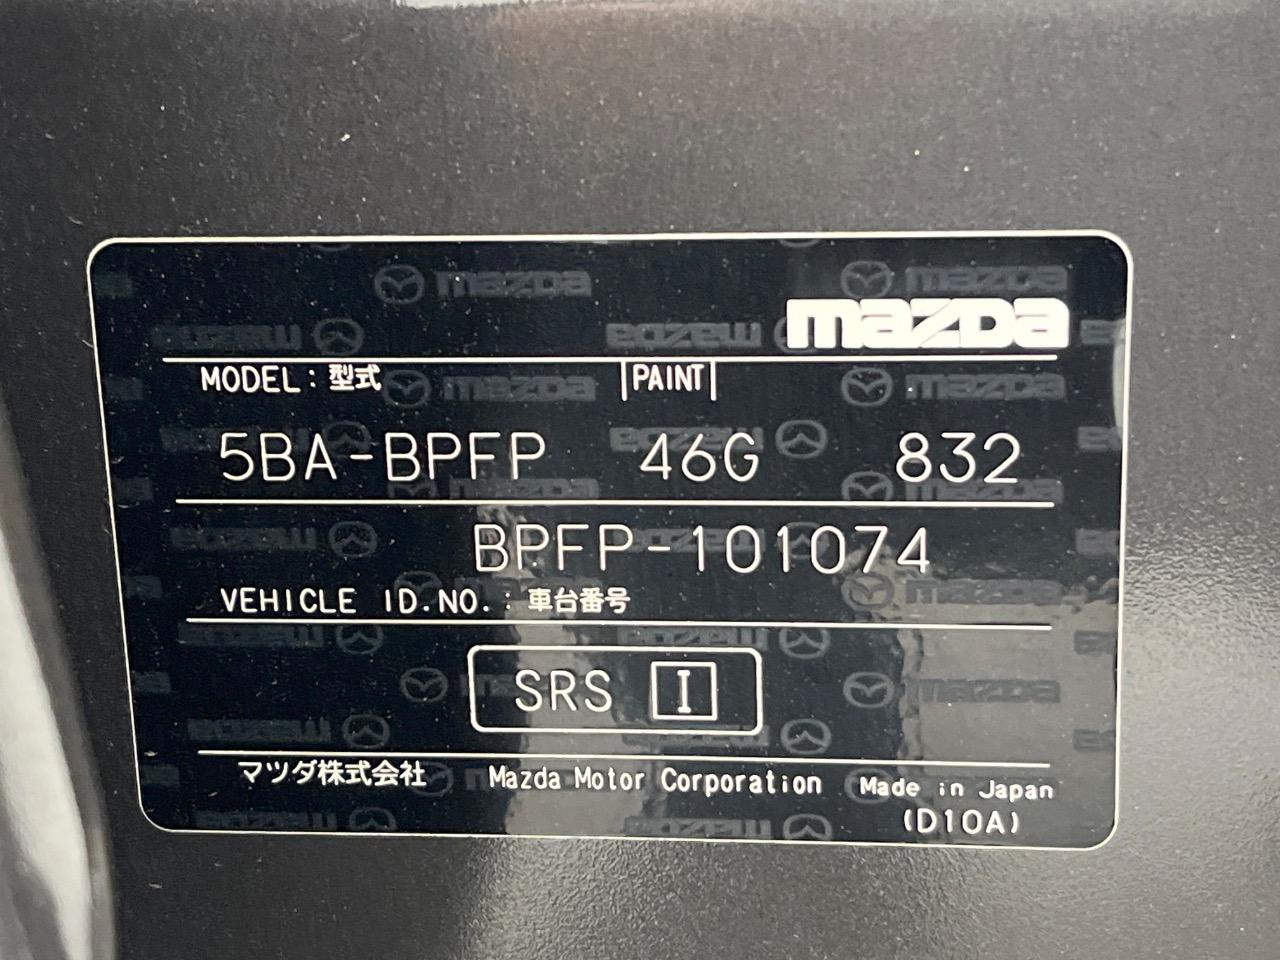 mazda
MODEL : 型式 |PAINT|
5BA-BPFP 46G 832
BPFP-101074
VEHICLE ID.NO. : 車台番号
SRS I
マツダ株式会社 Mazda Motor Corporation Made in Japan
(D10A)